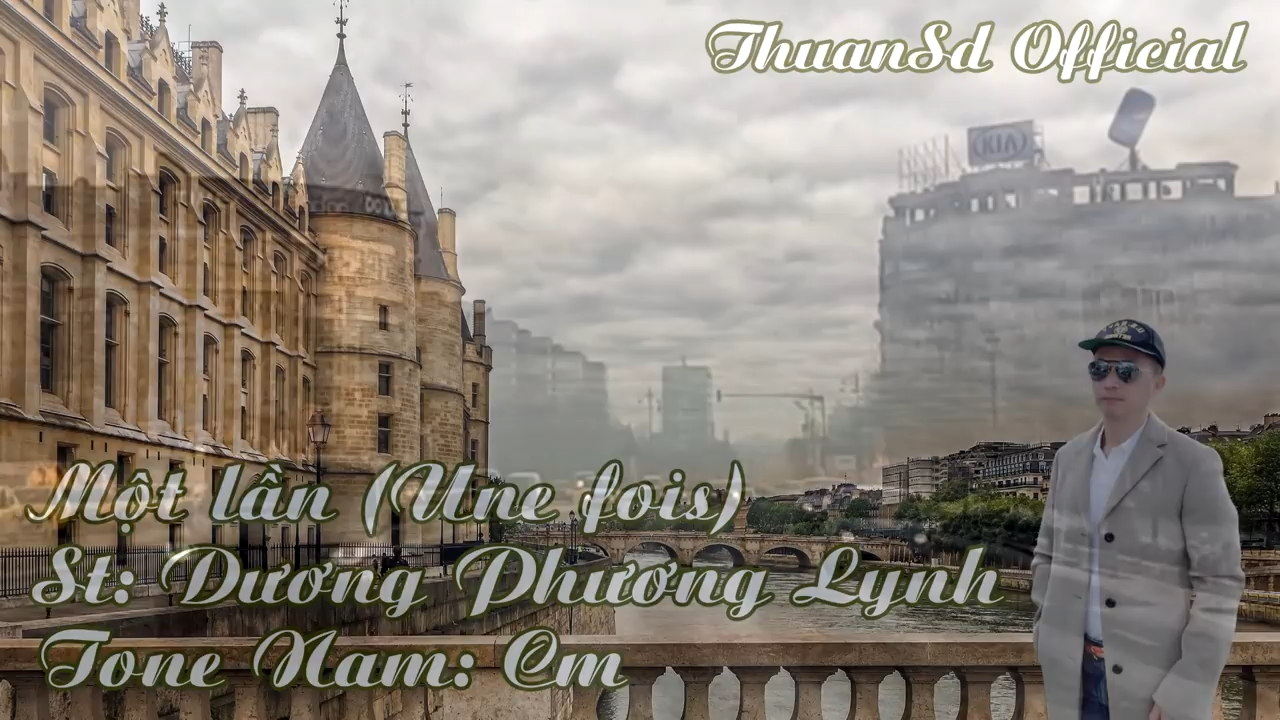 ThuanSd Official
KIA
Một lần (Une fois)
St: Dương Phương Lynh
Tone Nam: Cm